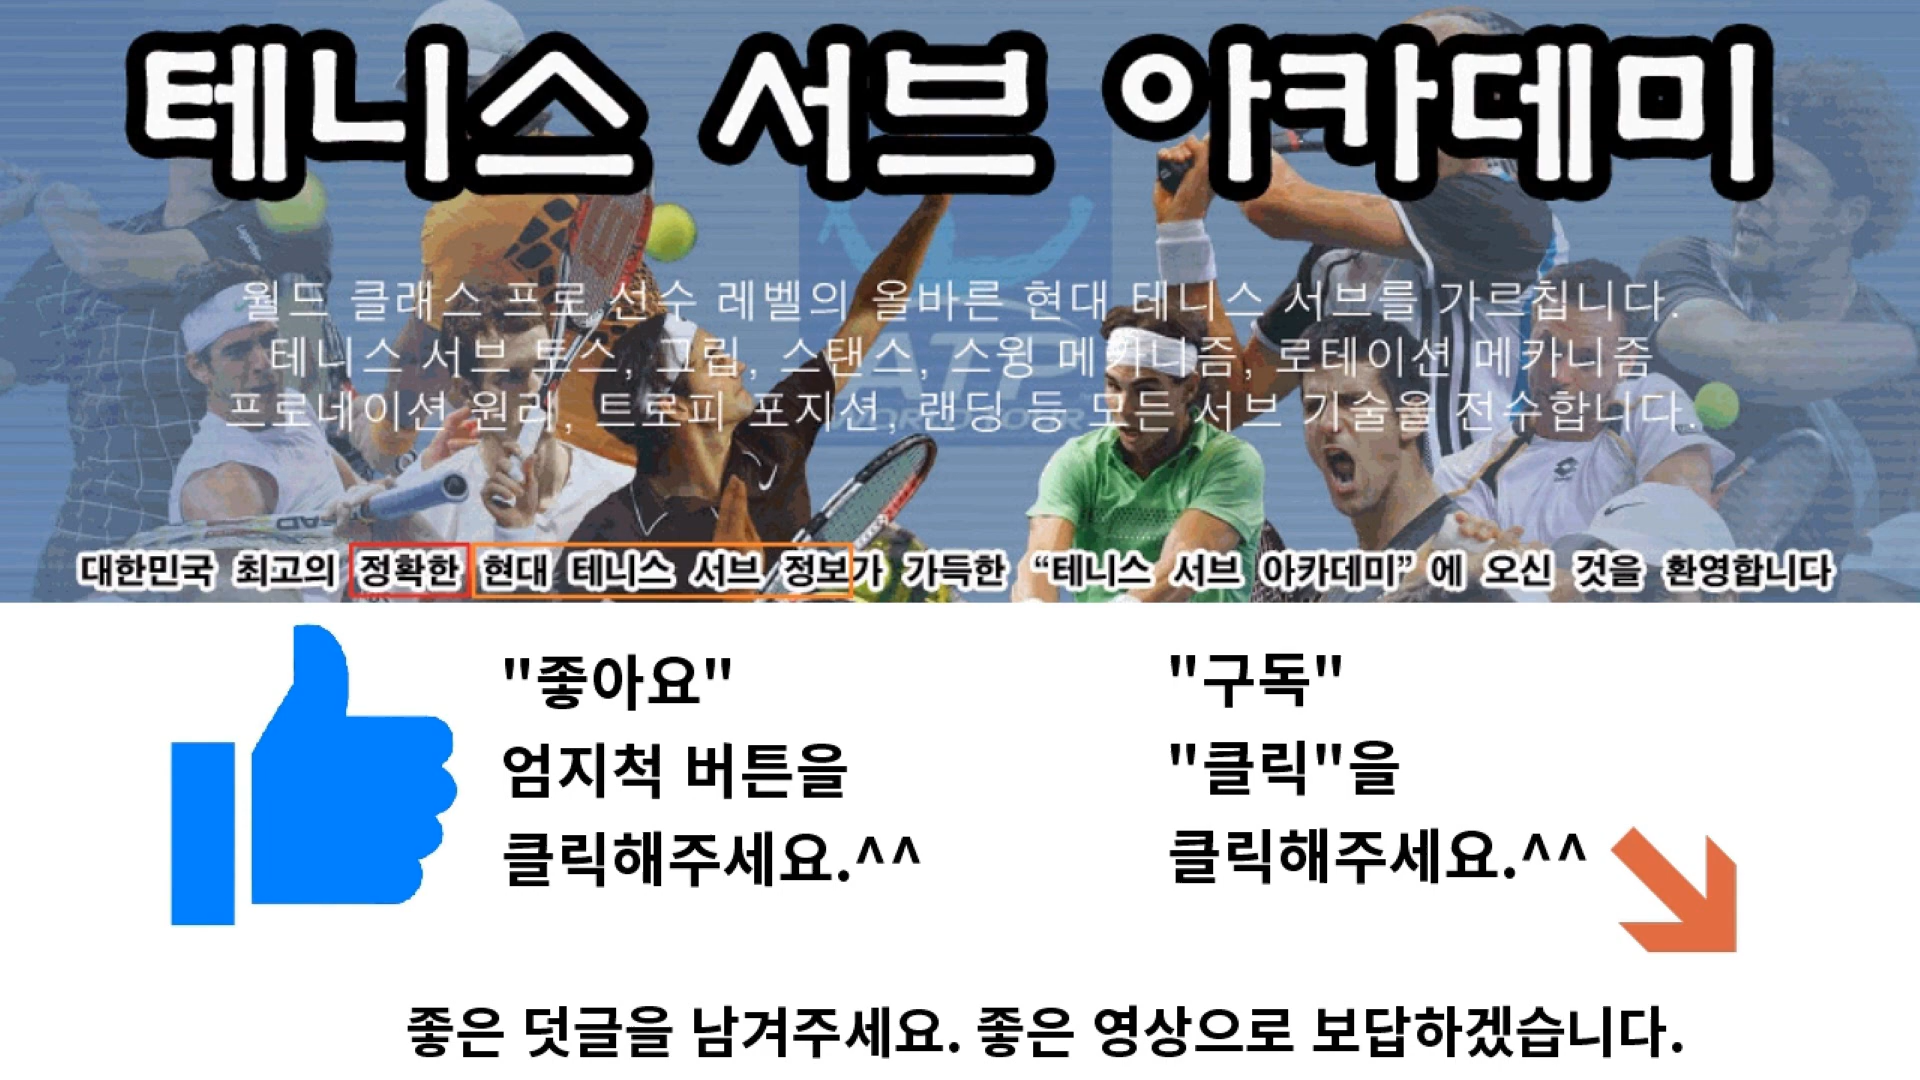 테니스 서브 아카데미
월드 클래스 프로 선수 레벨의 올바른 현대 테니스 서브를 가르칩니다.
테니스 서브 토스, 그립, 스탠스, 스윙 메카니즘, 로테이션 메카니즘
프로네이션 원리, 트로피 포지션, 랜딩 등 모든 서브 기술을 전수합니다.
ATP
WORLD TOUR
HEAD
대한민국 최고의 정확한 현대 테니스 서브 정보가 가득한 “테니스 서브 아카데미” 에 오신 것을 환영합니다
"좋아요"
엄지척 버튼을
클릭해주세요.^^
"구독"
"클릭"을
클릭해주세요.^^
좋은 덧글을 남겨주세요. 좋은 영상으로 보답하겠습니다.